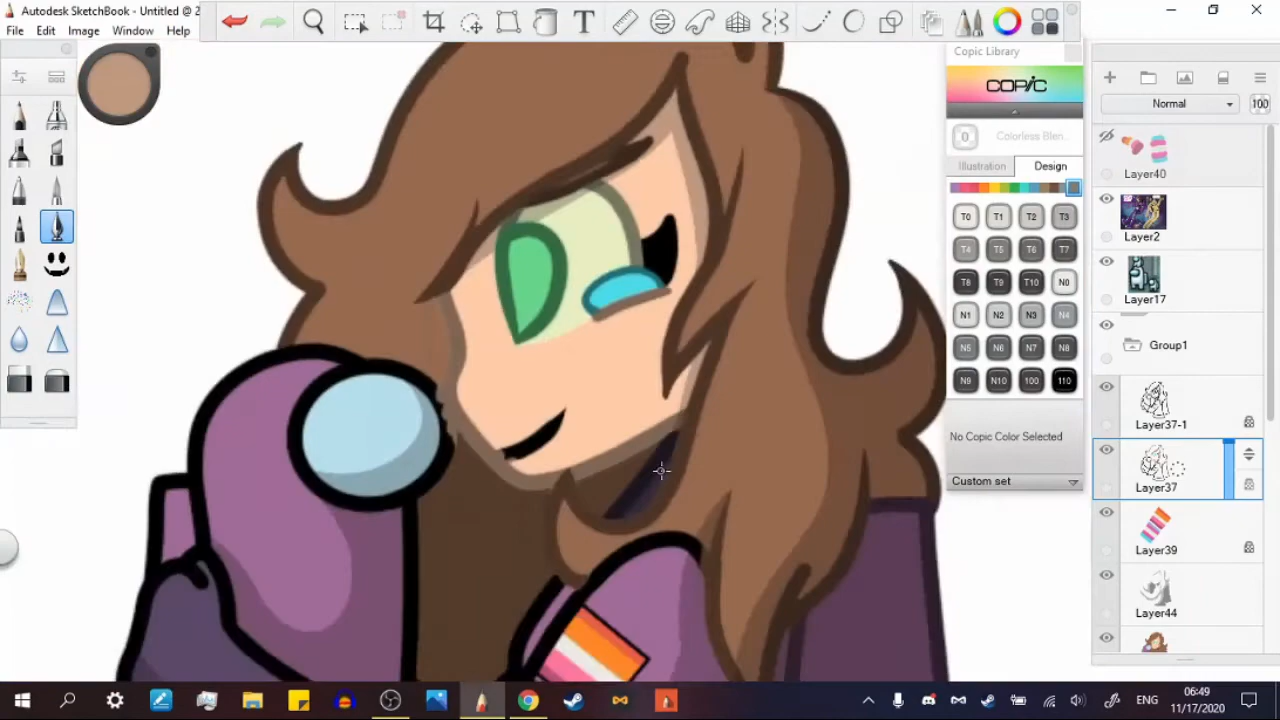 Autodesk SketchBook - Untitled @ 2
File Edit Image Window Help
T
Copic Library
COPIC
0 Colorless Blen...
Illustration Design
T0 T1 T2 T3
T4 T5 T6 T7
T8 T9 T10 N0
N1 N2 N3 N4
N5 N6 N7 N8
N9 N10 100 110
No Copic Color Selected
Custom set
Normal 100
Layer40
Layer2
Layer17
Group1
Layer37-1
Layer37
Layer39
Layer44
ENG
06:49
11/17/2020